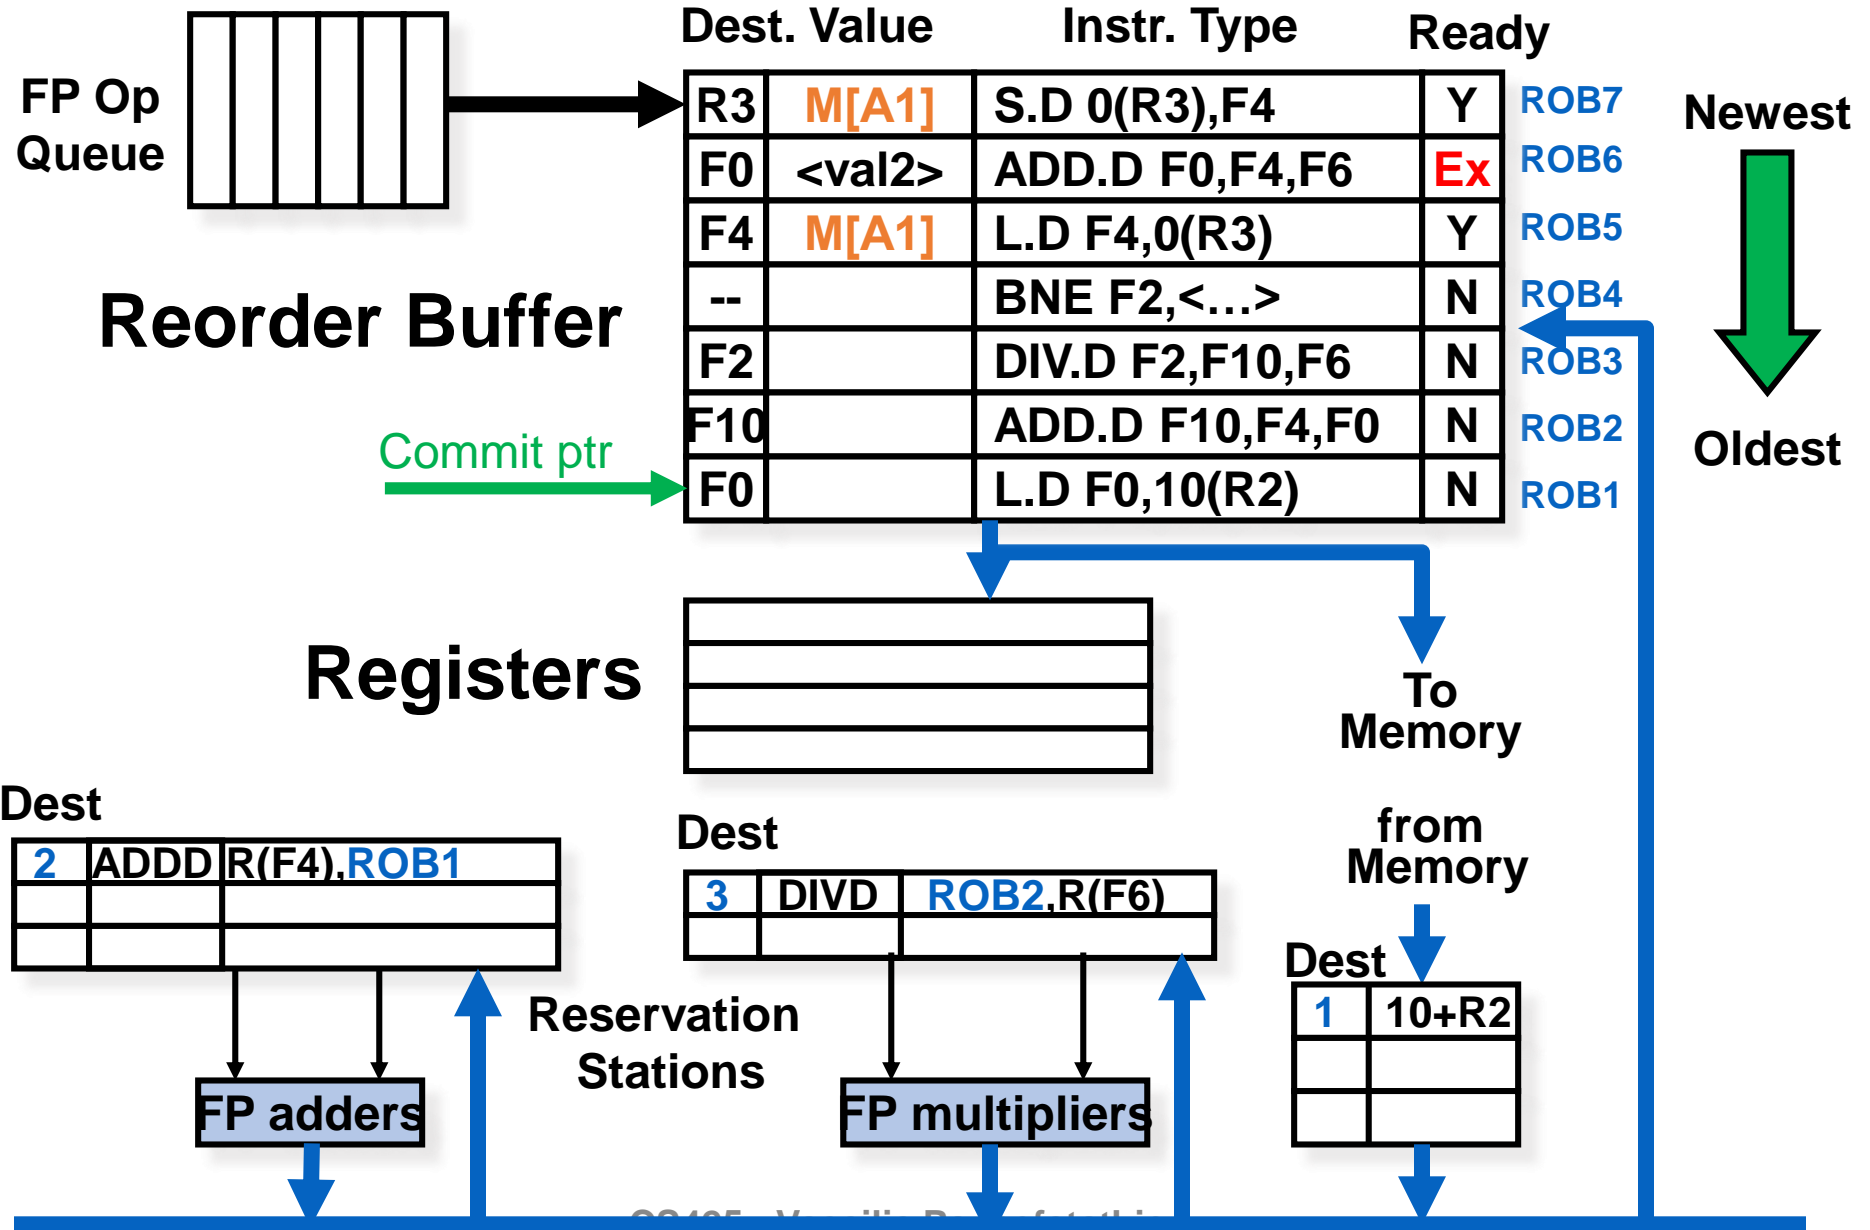 Dest. Value Instr. Type Ready
FP Op
Queue
R3 M[A1] S.D 0(R3),F4 Y ROB7
F0 <val2> ADD.D F0,F4,F6 Ex ROB6
F4 M[A1] L.D F4,0(R3) Y ROB5
-- BNE F2,<…> N ROB4
F2 DIV.D F2,F10,F6 N ROB3
F10 ADD.D F10,F4,F0 N ROB2
F0 L.D F0,10(R2) N ROB1
Newest
Oldest
Reorder Buffer
Commit ptr
Registers
To
Memory
Dest
2 ADDD R(F4),ROB1
Dest
3 DIVD ROB2,R(F6)
from
Memory
Dest
1 10+R2
Reservation
Stations
FP adders
FP multipliers